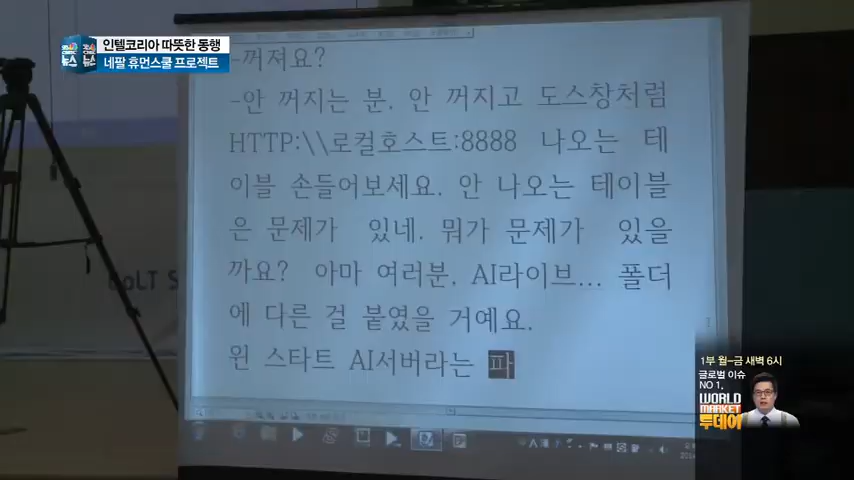 뉴스 뉴스
인텔코리아 따뜻한 동행
네팔 휴먼스쿨 프로젝트
-꺼져요?
-안 꺼지는 분. 안 꺼지고 도스창처럼
HTTP:\\로컬호스트:8888 나오는 테
이블 손들어보세요. 안 나오는 테이블
은 문제가 있네. 뭐가 문제가 있을
까요? 아마 여러분. AI라이브... 폴더
에 다른 걸 붙였을 거예요.
윈 스타트 AI서버라는 파
1부 월-금 새벽 6시
글로벌 이슈
NO 1.
WORLD
MARKET
투데이